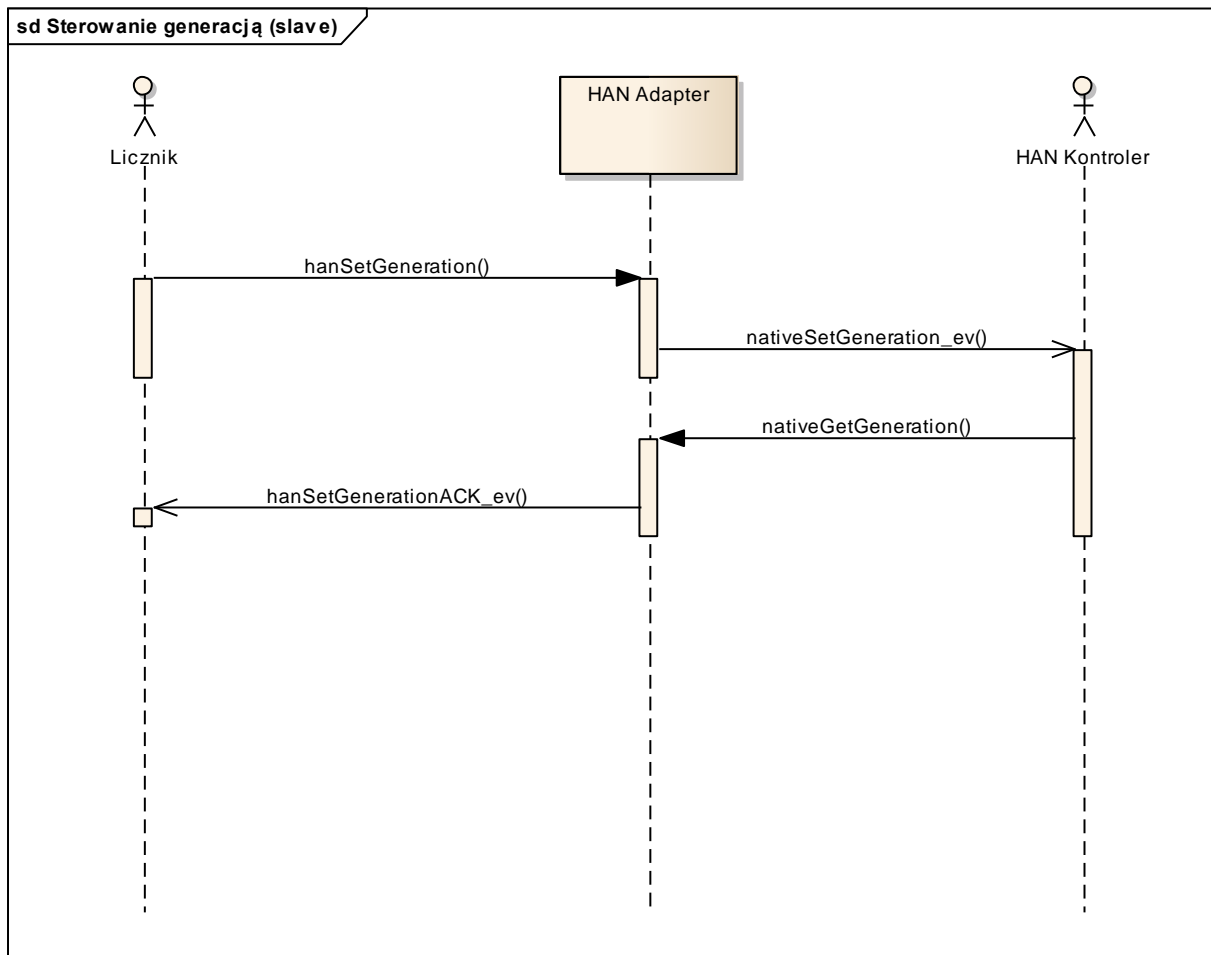 sd Sterowanie generacją (slave)
Licznik
HAN Adapter
HAN Kontroler
hanSetGeneration()
nativeSetGeneration_ev()
nativeGetGeneration()
hanSetGenerationACK_ev()